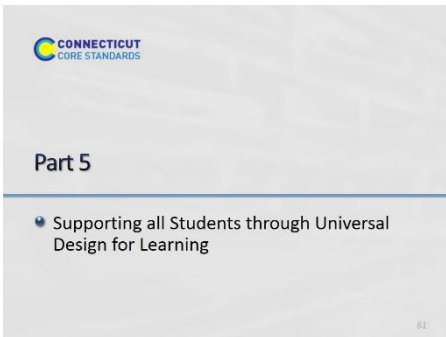 CONNECTICUT
CORE STANDARDS
Part 5
Supporting all Students through Universal
Design for Learning
61